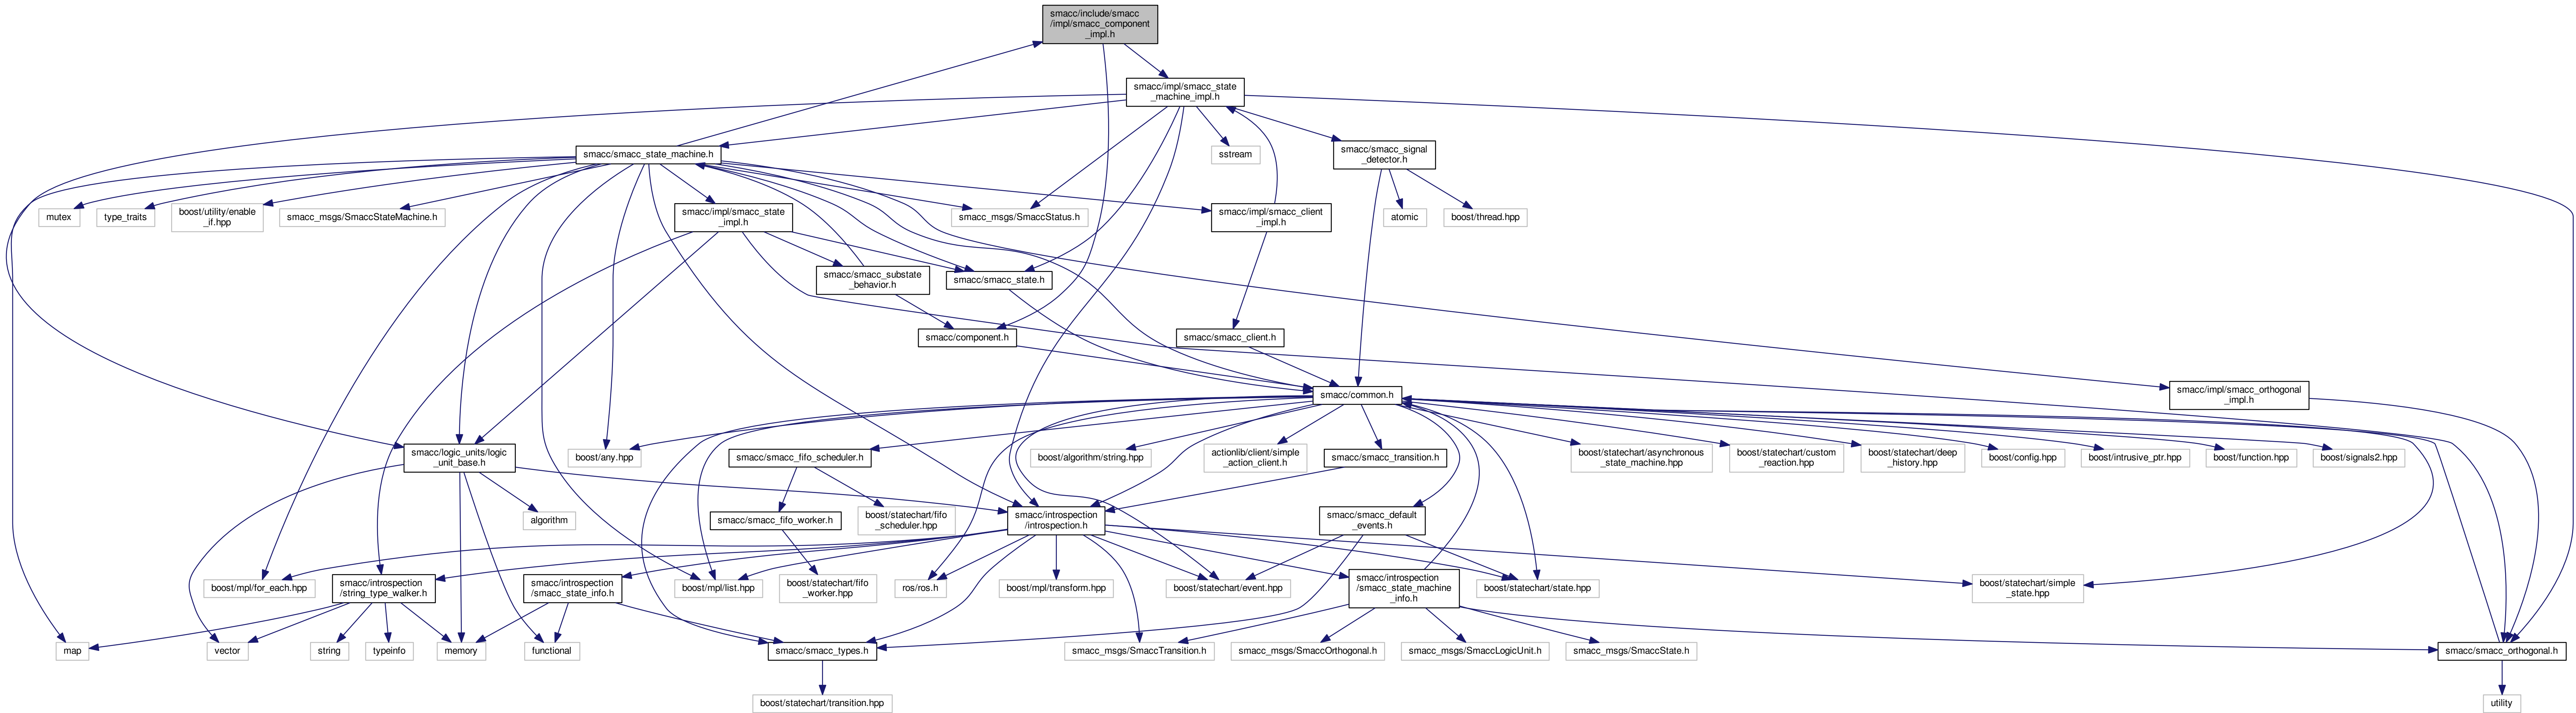 smacc/include/smacc
/impl/smacc_component
_impl.h
smacc/impl/smacc_state
_machine_impl.h
smacc/smacc_state_machine.h
sstream
smacc/smacc_signal
_detector.h
mutex
type_traits
boost/utility/enable
_if.hpp
smacc_msgs/SmaccStateMachine.h
smacc/impl/smacc_state
_impl.h
smacc_msgs/SmaccStatus.h
smacc/impl/smacc_client
_impl.h
atomic
boost/thread.hpp
smacc/smacc_substate
_behavior.h
smacc/smacc_state.h
smacc/component.h
smacc/smacc_client.h
smacc/common.h
smacc/impl/smacc_orthogonal
_impl.h
smacc/logic_units/logic
_unit_base.h
boost/any.hpp
smacc/smacc_fifo_scheduler.h
boost/algorithm/string.hpp
actionlib/client/simple
_action_client.h
smacc/smacc_transition.h
boost/statechart/asynchronous
_state_machine.hpp
boost/statechart/custom
_reaction.hpp
boost/statechart/deep
_history.hpp
boost/config.hpp
boost/intrusive_ptr.hpp
boost/function.hpp
boost/signals2.hpp
algorithm
smacc/smacc_fifo_worker.h
boost/statechart/fifo
_scheduler.hpp
smacc/introspection
/introspection.h
smacc/smacc_default
_events.h
boost/mpl/for_each.hpp
smacc/introspection
/string_type_walker.h
smacc/introspection
/smacc_state_info.h
boost/mpl/list.hpp
boost/statechart/fifo
_worker.hpp
ros/ros.h
boost/mpl/transform.hpp
boost/statechart/event.hpp
smacc/introspection
/smacc_state_machine
_info.h
boost/statechart/state.hpp
boost/statechart/simple
_state.hpp
map
vector
string
typeinfo
memory
functional
smacc/smacc_types.h
smacc_msgs/SmaccTransition.h
smacc_msgs/SmaccOrthogonal.h
smacc_msgs/SmaccLogicUnit.h
smacc_msgs/SmaccState.h
smacc/smacc_orthogonal.h
boost/statechart/transition.hpp
utility